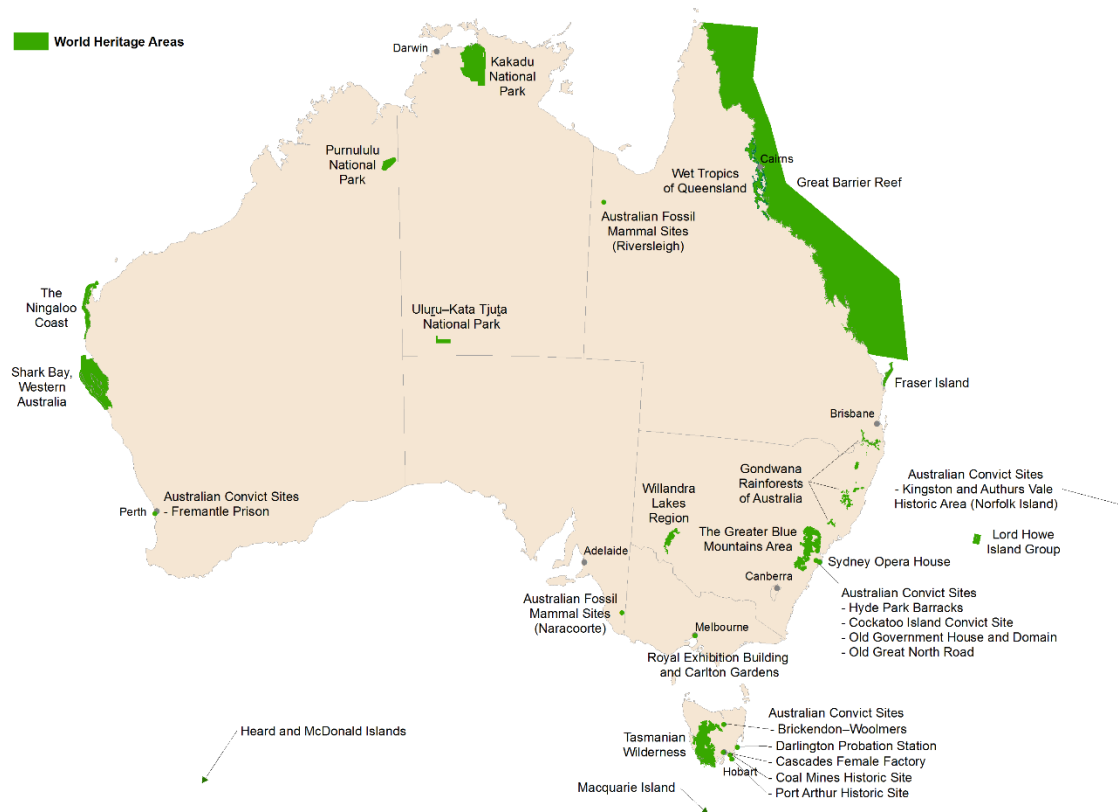 World Heritage Areas
Darwin
Kakadu
National
Park
Purnululu
National
Park
Cairns
Wet Tropics
of Queensland
Great Barrier Reef
Australian Fossil
Mammal Sites
(Riversleigh)
The
Ningaloo
Coast
Uluṟu–Kata Tjuṯa
National Park
Shark Bay,
Western
Australia
Fraser Island
Brisbane
Gondwana
Rainforests
of Australia
Australian Convict Sites
- Kingston and Authurs Vale
Historic Area (Norfolk Island)
Willandra
Lakes
Region
Australian Convict Sites
- Fremantle Prison
Perth
The Greater Blue
Mountains Area
Lord Howe
Island Group
Adelaide
Sydney Opera House
Canberra
Australian Convict Sites
- Hyde Park Barracks
- Cockatoo Island Convict Site
- Old Government House and Domain
- Old Great North Road
Australian Fossil
Mammal Sites
(Naracoorte)
Melbourne
Royal Exhibition Building
and Carlton Gardens
Heard and McDonald Islands
Tasmanian
Wilderness
Australian Convict Sites
- Brickendon–Woolmers
- Darlington Probation Station
- Cascades Female Factory
- Coal Mines Historic Site
- Port Arthur Historic Site
Hobart
Macquarie Island